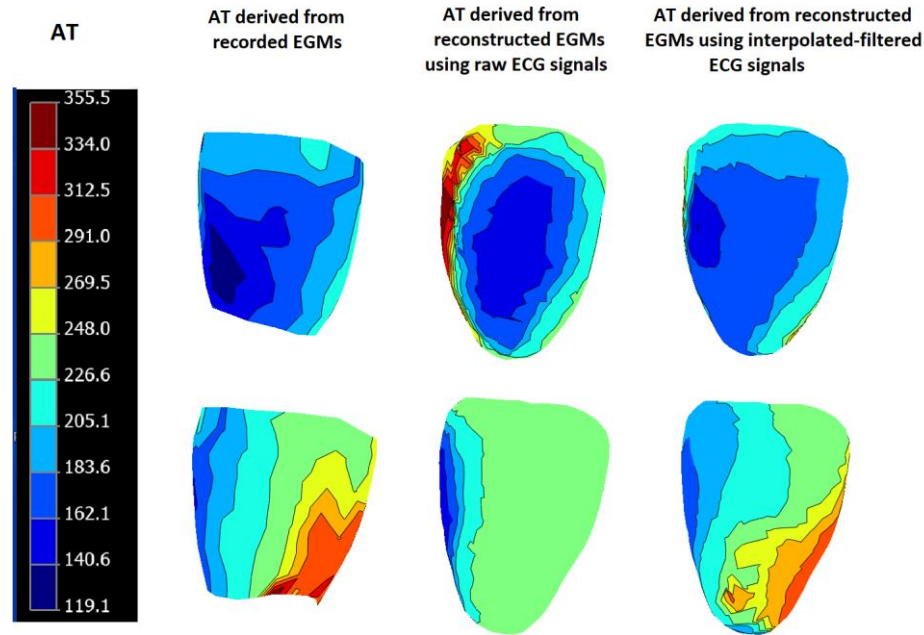 AT
AT derived from
recorded EGMs
AT derived from
reconstructed EGMs
using raw ECG signals
AT derived from reconstructed
EGMs using interpolated-filtered
ECG signals
355.5
334.0
312.5
291.0
269.5
248.0
226.6
205.1
183.6
162.1
140.6
119.1